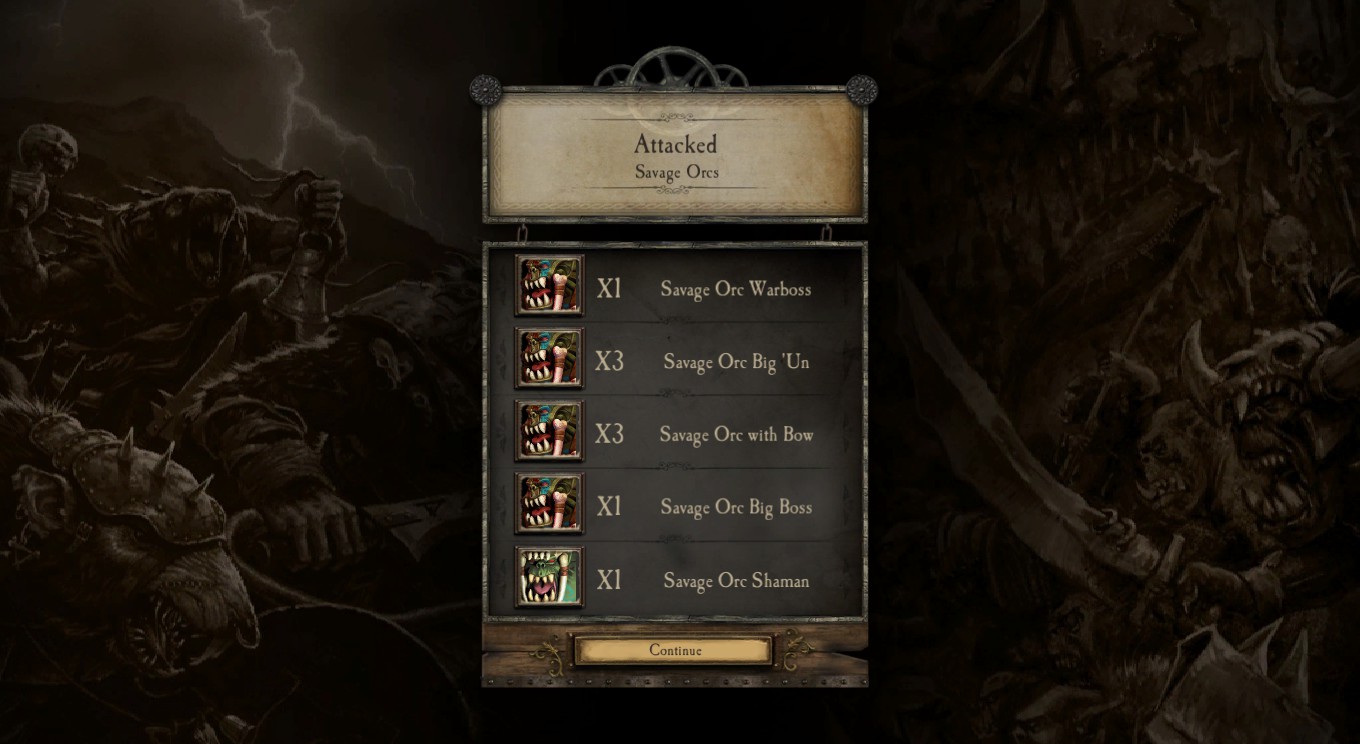 Attacked
Savage Orcs
X1 Savage Orc Warboss
X3 Savage Orc Big 'Un
X3 Savage Orc with Bow
X1 Savage Orc Big Boss
X1 Savage Orc Shaman
Continue